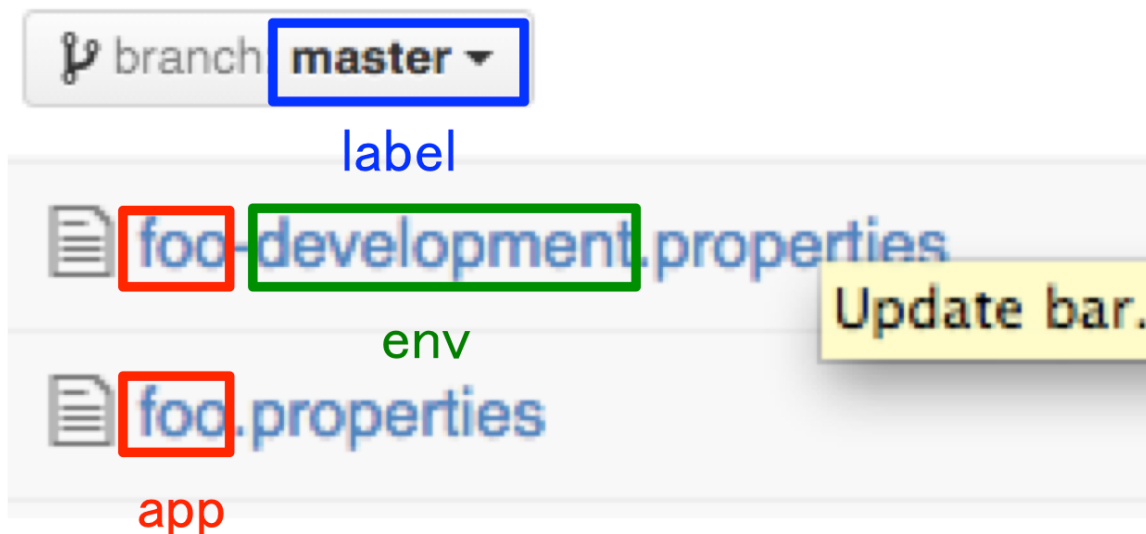 branch: master
label
foo-development.properties
Update bar.
env
foo.properties
app